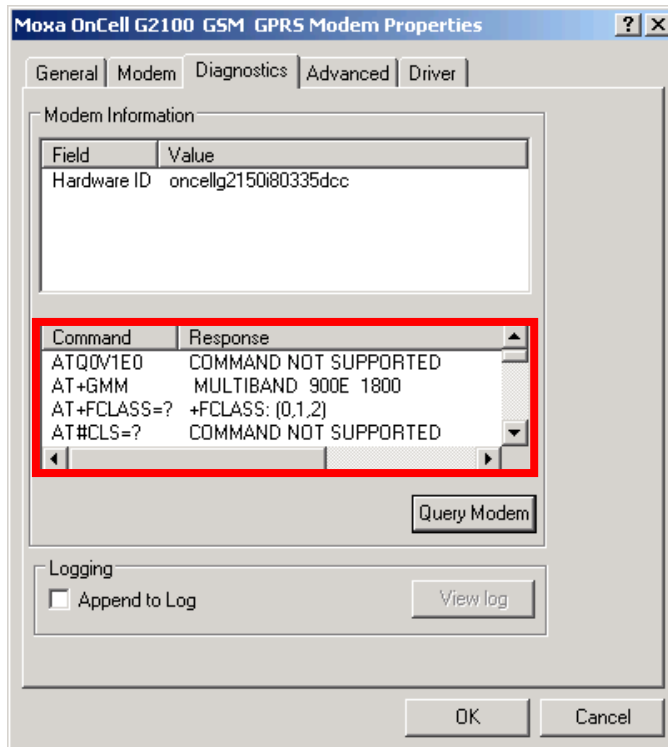 Moxa OnCell G2100 GSM GPRS Modem Properties
General Modem Diagnostics Advanced Driver
Modem Information
Field Value
Hardware ID oncellg2150i80335dcc
Command Response
ATQ0V1E0 COMMAND NOT SUPPORTED
AT+GMM MULTIBAND 900E 1800
AT+FCLASS=? +FCLASS: (0,1,2)
AT#CLS=? COMMAND NOT SUPPORTED
Query Modem
Logging
Append to Log View log
OK Cancel